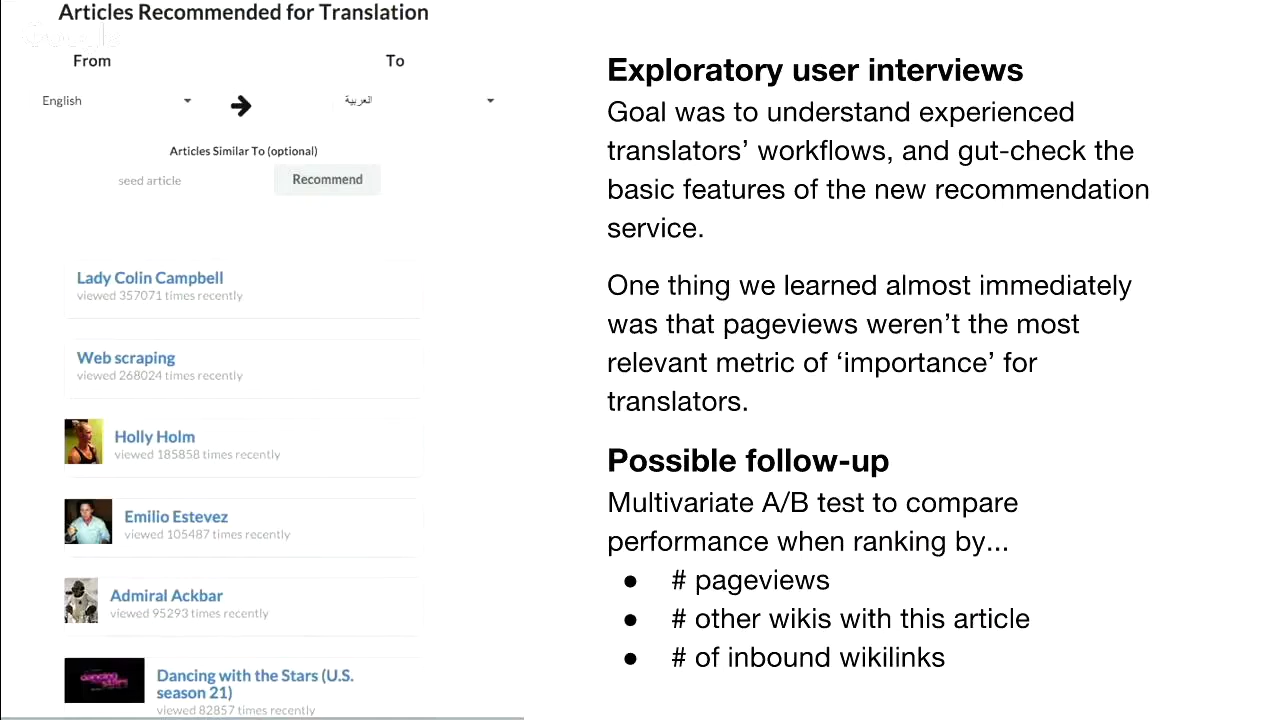 Articles Recommended for Translation
Google
From
To
English
العربية
Articles Similar To (optional)
seed article
Recommend
Lady Colin Campbell
viewed 357071 times recently
Web scraping
viewed 268024 times recently
Holly Holm
viewed 185858 times recently
Emilio Estevez
viewed 105487 times recently
Admiral Ackbar
viewed 95293 times recently
Dancing with the Stars (U.S.
season 21)
viewed 82857 times recently
Exploratory user interviews
Goal was to understand experienced
translators’ workflows, and gut-check the
basic features of the new recommendation
service.
One thing we learned almost immediately
was that pageviews weren’t the most
relevant metric of ‘importance’ for
translators.
Possible follow-up
Multivariate A/B test to compare
performance when ranking by...
● # pageviews
● # other wikis with this article
● # of inbound wikilinks